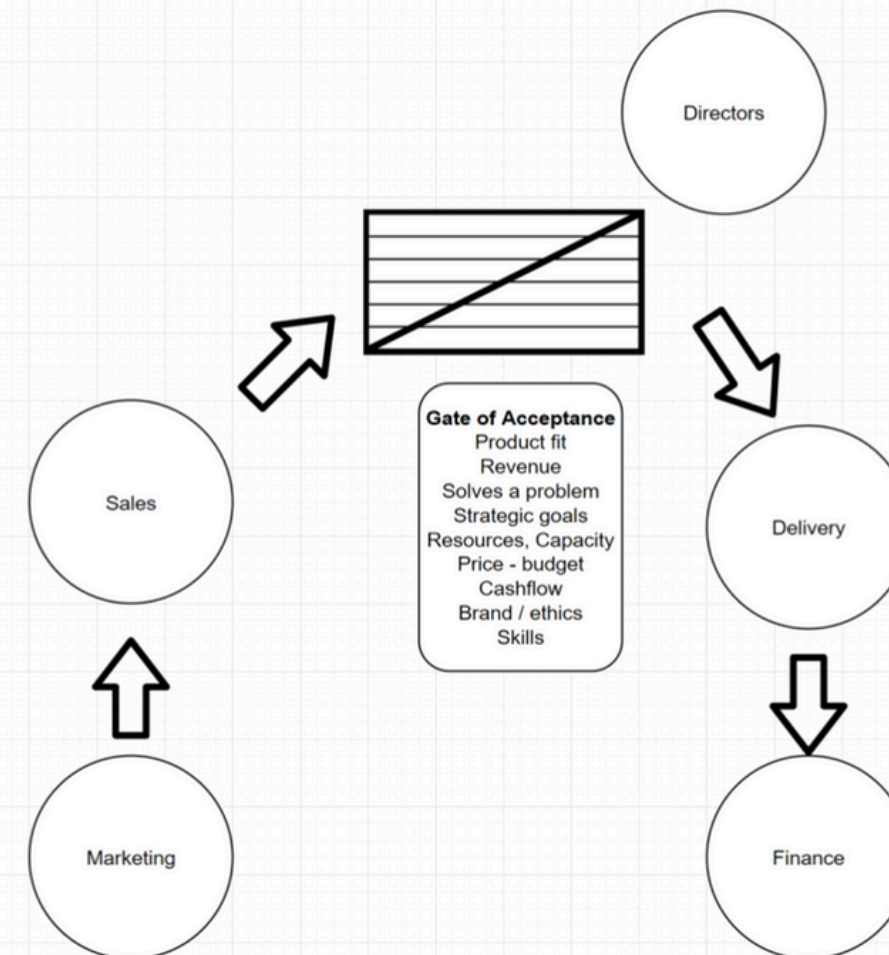 Directors
Gate of Acceptance
Product fit
Revenue
Solves a problem
Strategic goals
Resources, Capacity
Price - budget
Cashflow
Brand / ethics
Skills
Sales
Delivery
Marketing
Finance